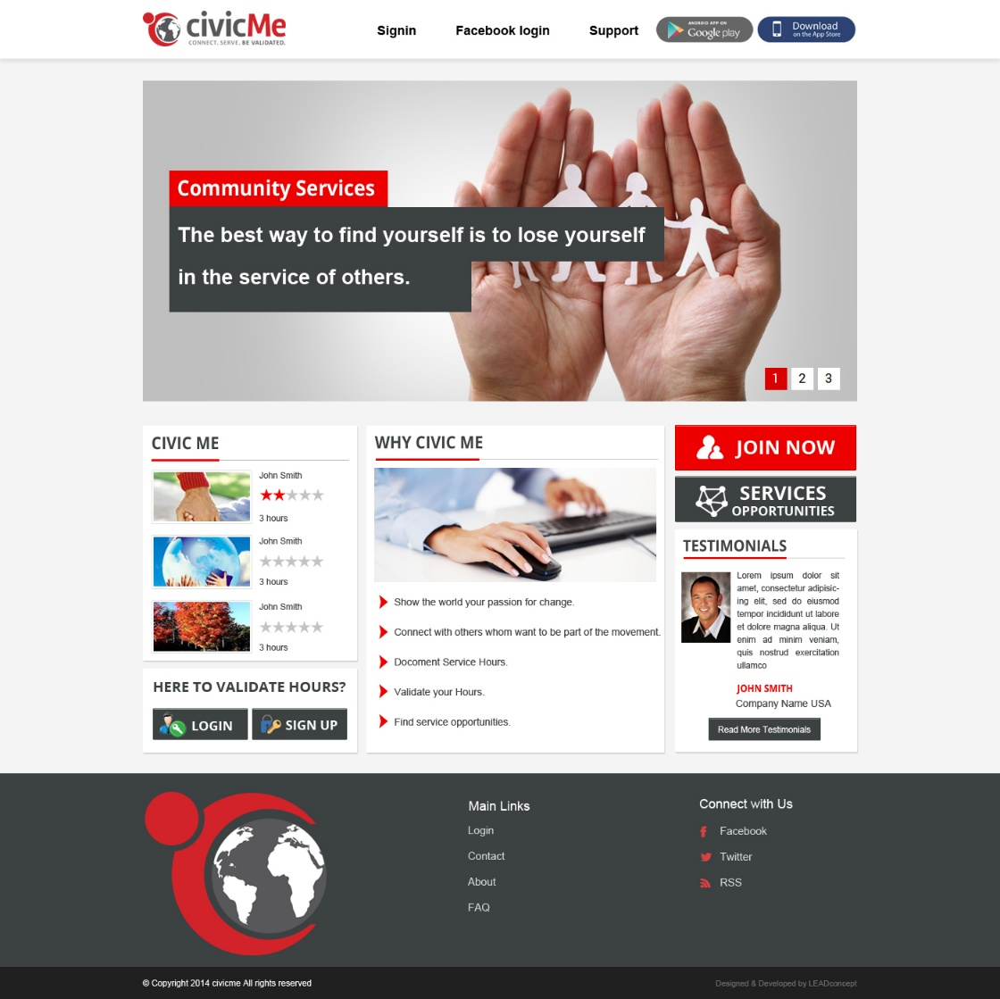 civicMe
CONNECT. SERVE. BE VALIDATED.
Signin
Facebook login
Support
ANDROID APP ON
Google play
Download
on the App Store
Community Services
The best way to find yourself is to lose yourself
in the service of others.
1 2 3
CIVIC ME
John Smith
3 hours
John Smith
3 hours
John Smith
3 hours
HERE TO VALIDATE HOURS?
LOGIN
SIGN UP
WHY CIVIC ME
Show the world your passion for change.
Connect with others whom want to be part of the movement.
Docoment Service Hours.
Validate your Hours.
Find service opportunities.
JOIN NOW
SERVICES
OPPORTUNITIES
TESTIMONIALS
Lorem ipsum dolor sit
amet, consectetur adipisic-
ing elit, sed do eiusmod
tempor incididunt ut labore
et dolore magna aliqua. Ut
enim ad minim veniam,
quis nostrud exercitation
ullamco
JOHN SMITH
Company Name USA
Read More Testimonials
Main Links
Login
Contact
About
FAQ
Connect with Us
Facebook
Twitter
RSS
© Copyright 2014 civicme All rights reserved
Designed & Developed by LEADconcept